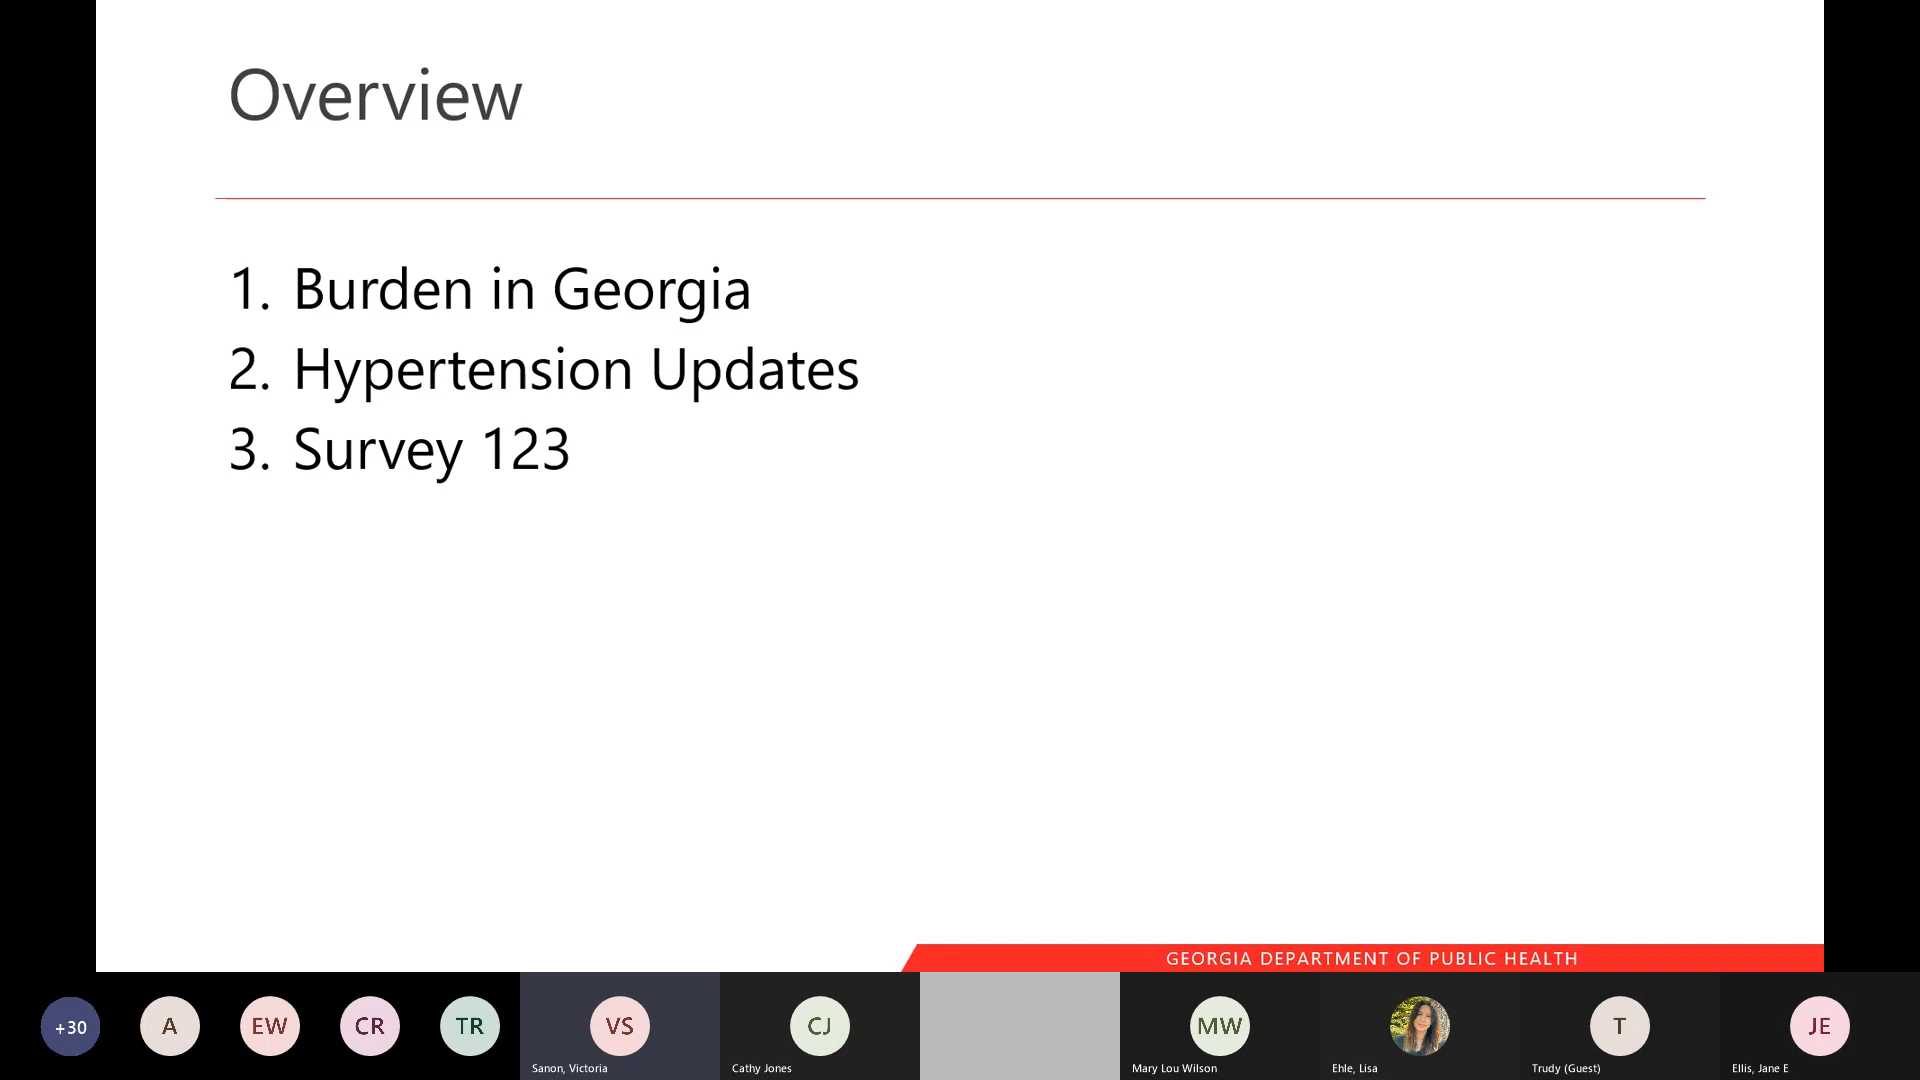 Overview
1. Burden in Georgia
2. Hypertension Updates
3. Survey 123
GEORGIA DEPARTMENT OF PUBLIC HEALTH
+30
A
EW
CR
TR
VS
Sanon, Victoria
CJ
Cathy Jones
MW
Mary Lou Wilson
Ehle, Lisa
T
Trudy (Guest)
JE
Ellis, Jane E